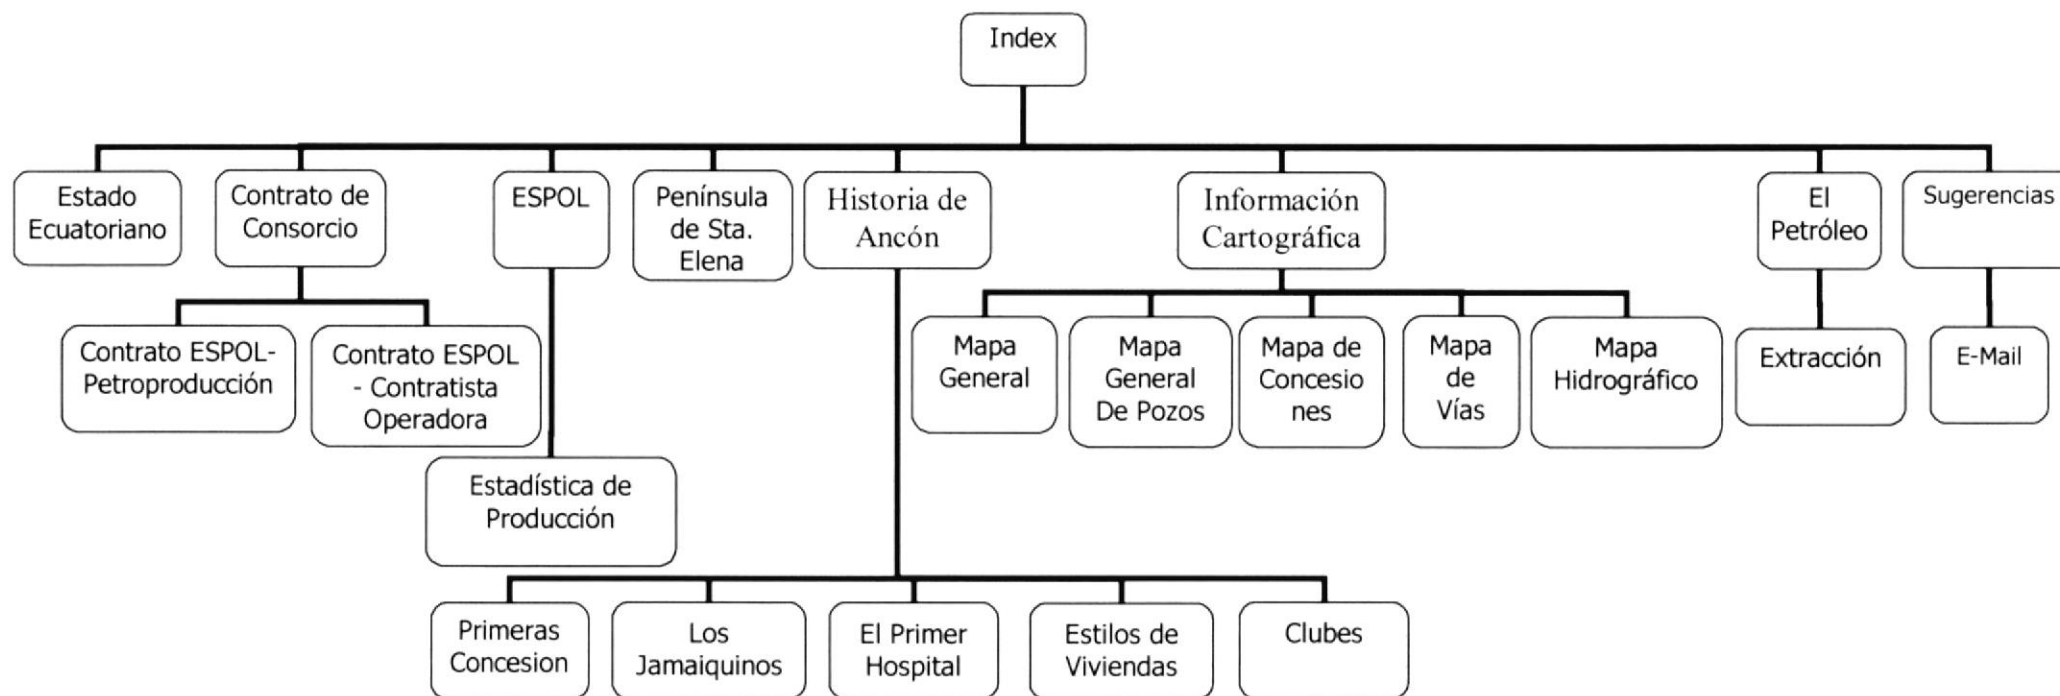 Index
Estado
Ecuatoriano
Contrato de
Consorcio
ESPOL
Península
de Sta.
Elena
Historia de
Ancón
Información
Cartográfica
El
Petróleo
Sugerencias
Contrato ESPOL-
Petroproducción
Contrato ESPOL
- Contratista
Operadora
Mapa
General
Mapa
General
De Pozos
Mapa de
Concesio
nes
Mapa
de
Vías
Mapa
Hidrográfico
Extracción
E-Mail
Estadística de
Producción
Primeras
Concesion
Los
Jamaiquinos
El Primer
Hospital
Estilos de
Viviendas
Clubes